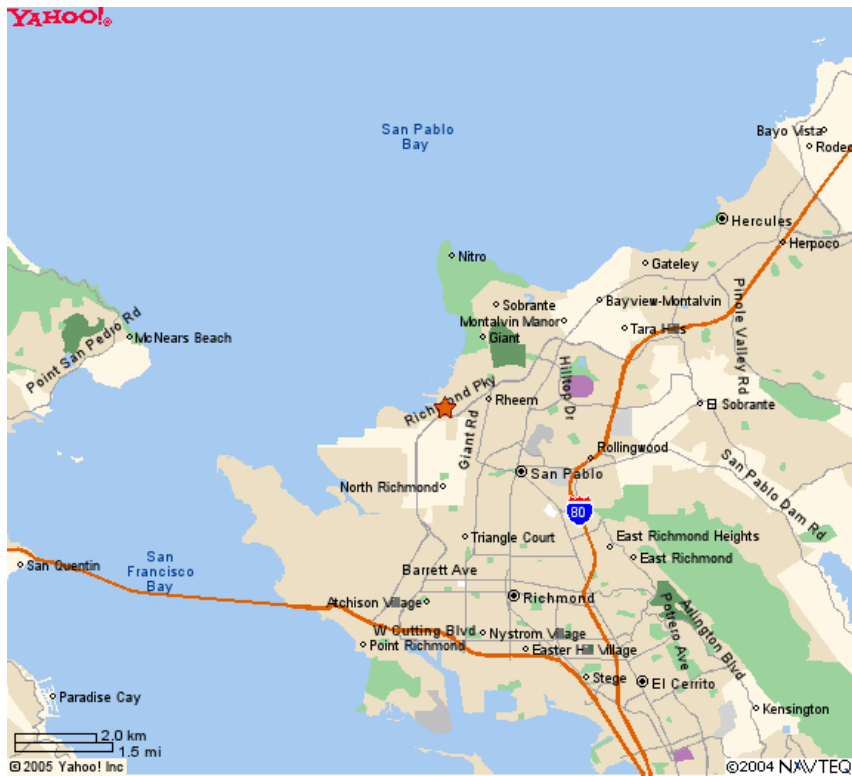 YAHOO!®
San Pablo
Bay
Bayo Vista
Rodeo
Hercules
Herpoco
Nitro
Gateley
Sobrante
Bayview-Montalvin
Montalvin Manor
Tara Hills
Pinole Valley Rd
Giant
McNears Beach
Point San Pedro Rd
Hilltop Dr
Richmond Pky
Rheem
Giant Rd
El Sobrante
Rollingwood
San Pablo
San Pablo Dam Rd
North Richmond
80
Triangle Court
East Richmond Heights
East Richmond
San
Francisco
Bay
San Quentin
Barrett Ave
Richmond
Atchison Village
W Cutting Blvd
Nystrom Village
Point Richmond
Easter Hill Village
Potrero Ave
Arlington Blvd
Stege
El Cerrito
Paradise Cay
Kensington
2.0 km
1.5 mi
©2005 Yahoo! Inc
©2004 NAVTEQ